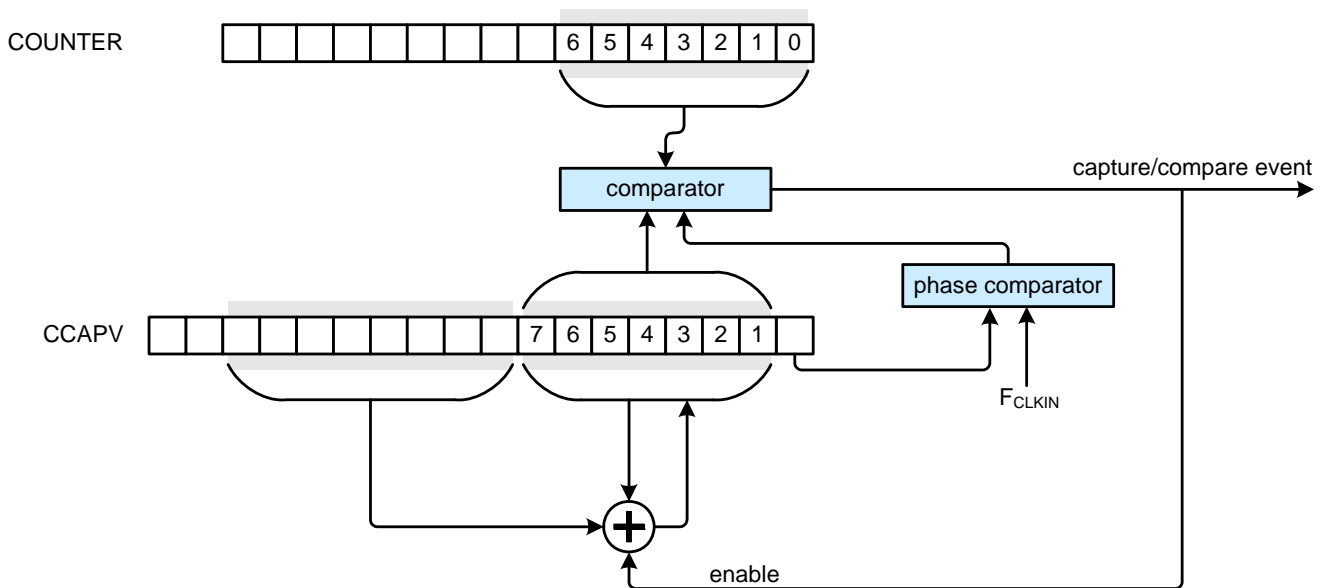 COUNTER 6 5 4 3 2 1 0
comparator
capture/compare event
phase comparator
CCAPV 7 6 5 4 3 2 1
FCLKIN
+
enable